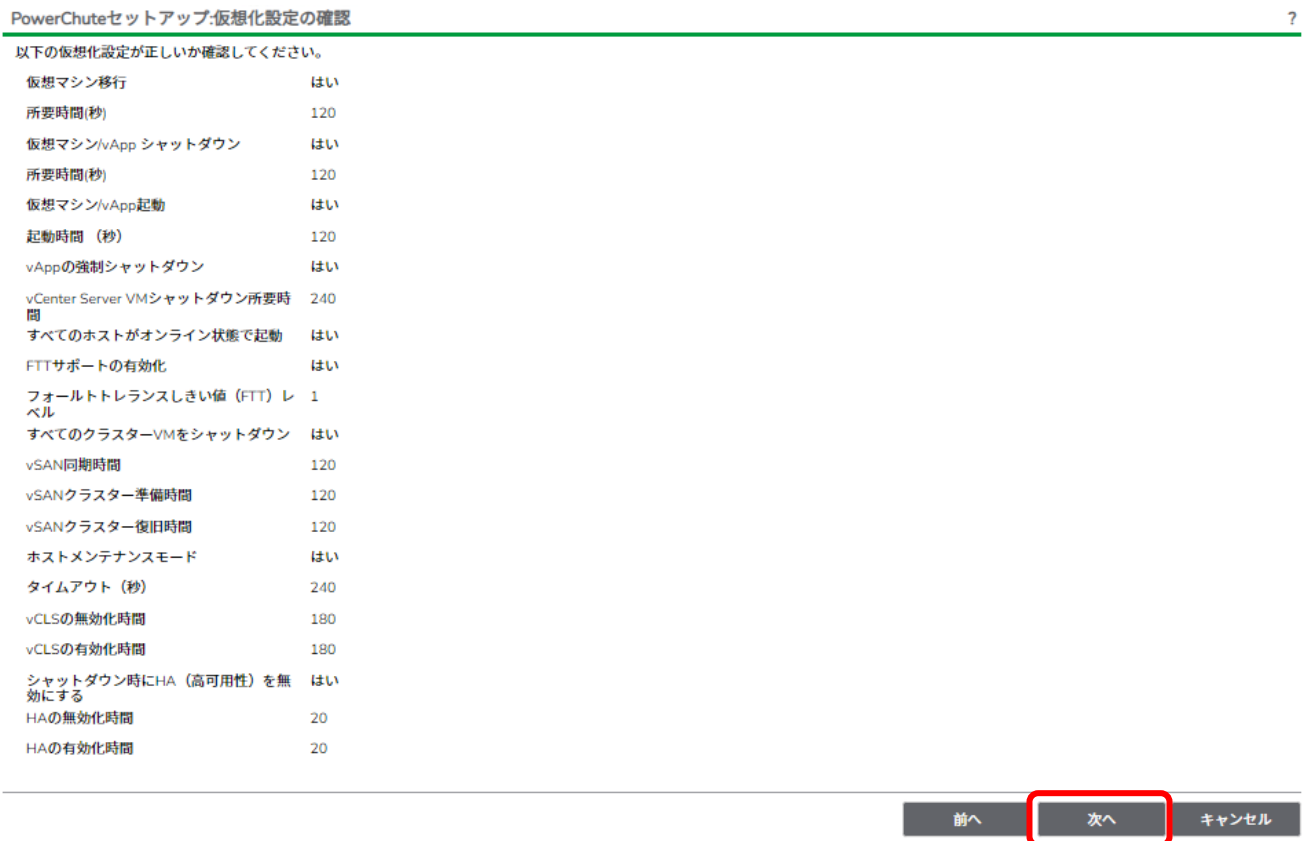 PowerChuteセットアップ:仮想化設定の確認 ?
以下の仮想化設定が正しいか確認してください。
仮想マシン移行 はい
所要時間(秒) 120
仮想マシン/vApp シャットダウン はい
所要時間(秒) 120
仮想マシン/vApp起動 はい
起動時間 （秒） 120
vAppの強制シャットダウン はい
vCenter Server VMシャットダウン所要時 240
間
すべてのホストがオンライン状態で起動 はい
FTTサポートの有効化 はい
フォールトトレランスしきい値（FTT）レ 1
ベル
すべてのクラスターVMをシャットダウン はい
vSAN同期時間 120
vSANクラスター準備時間 120
vSANクラスター復旧時間 120
ホストメンテナンスモード はい
タイムアウト（秒） 240
vCLSの無効化時間 180
vCLSの有効化時間 180
シャットダウン時にHA（高可用性）を無 はい
効にする
HAの無効化時間 20
HAの有効化時間 20
前へ 次へ キャンセル